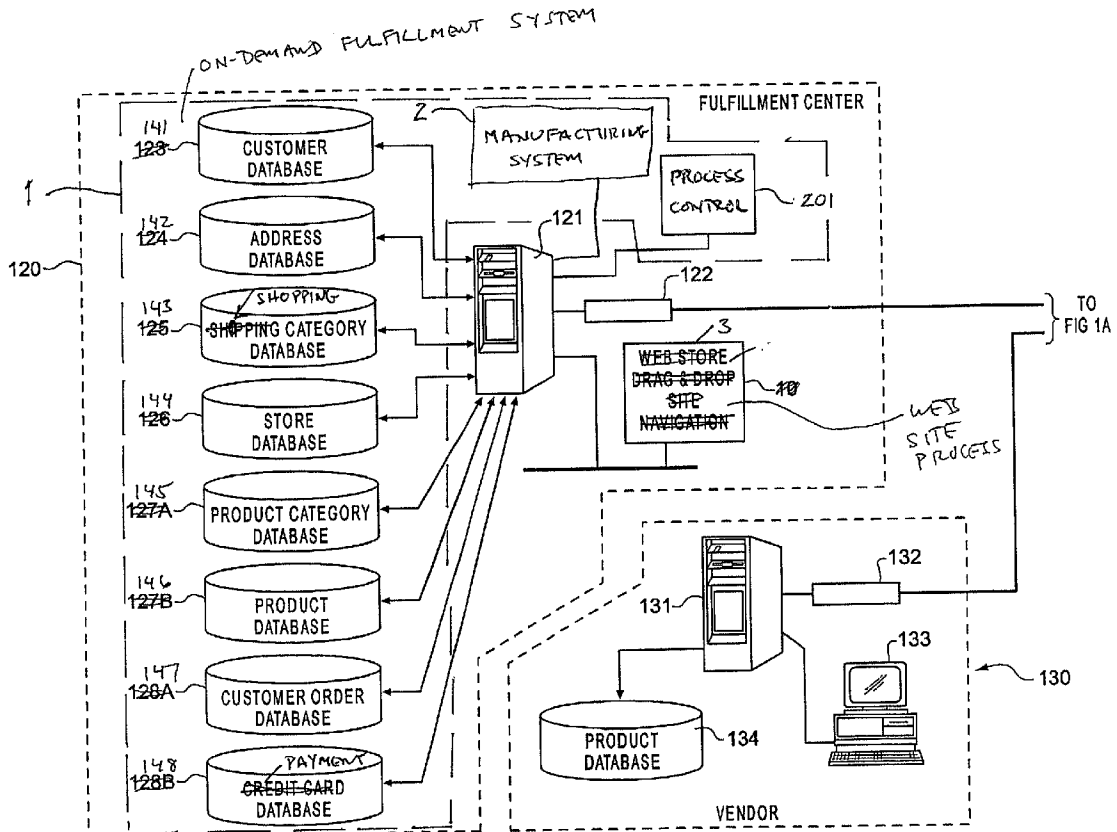 ON-DEMAND FULFILLMENT SYSTEM
FULFILLMENT CENTER
1
120
141
123
CUSTOMER
DATABASE
2
MANUFACTURING
SYSTEM
PROCESS
CONTROL
201
142
124
ADDRESS
DATABASE
121
122
TO
FIG 1A
143
125
SHOPPING
SHIPPING CATEGORY
DATABASE
3
WEB STORE
DRAG & DROP
SITE
NAVIGATION
10
WEB
SITE
PROCESS
144
126
STORE
DATABASE
145
127A
PRODUCT CATEGORY
DATABASE
146
127B
PRODUCT
DATABASE
131
132
133
130
147
128A
CUSTOMER ORDER
DATABASE
PRODUCT
DATABASE
134
148
128B
PAYMENT
CREDIT CARD
DATABASE
VENDOR